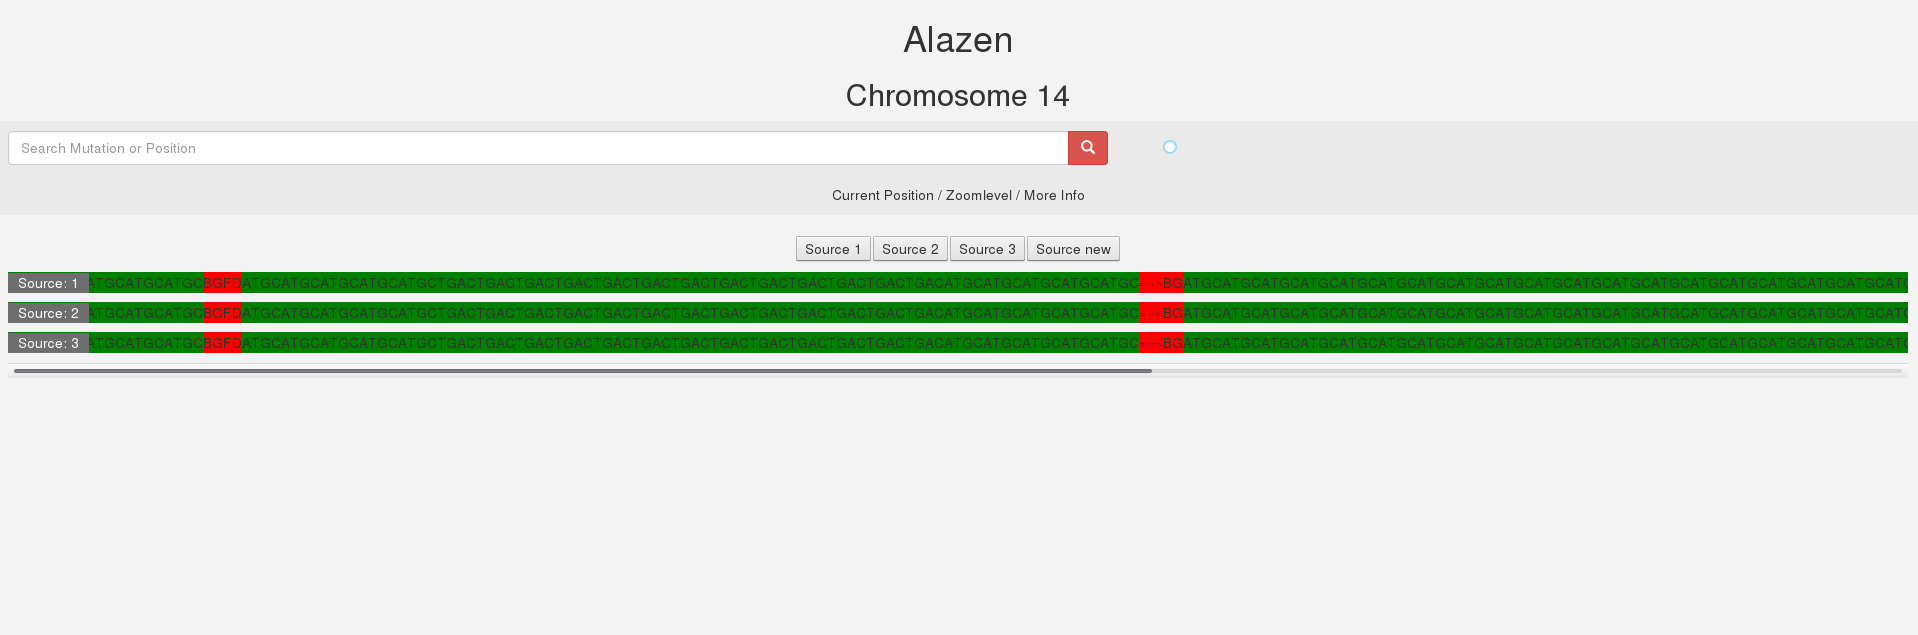 Alazen
Chromosome 14
Search Mutation or Position
Current Position / Zoomlevel / More Info
Source 1 Source 2 Source 3 Source new
Source: 1 ATGCATGCATGCBGFDATGCATGCATGCATGCATGCTGACTGACTGACTGACTGACTGACTGACTGACTGACTGACTGACTGACTGACATGCATGCATGCATGCATGC===BGATGCATGCATGCATGCATGCATGCATGCATGCATGCATGCATGCATGCATGCATGCATGCATGCATGCATGCAT
Source: 2 ATGCATGCATGCBGFDATGCATGCATGCATGCATGCTGACTGACTGACTGACTGACTGACTGACTGACTGACTGACTGACTGACTGACATGCATGCATGCATGCATGC===BGATGCATGCATGCATGCATGCATGCATGCATGCATGCATGCATGCATGCATGCATGCATGCATGCATGCATGCAT
Source: 3 ATGCATGCATGCBGFDATGCATGCATGCATGCATGCTGACTGACTGACTGACTGACTGACTGACTGACTGACTGACTGACTGACTGACATGCATGCATGCATGCATGC===BGATGCATGCATGCATGCATGCATGCATGCATGCATGCATGCATGCATGCATGCATGCATGCATGCATGCATGCAT